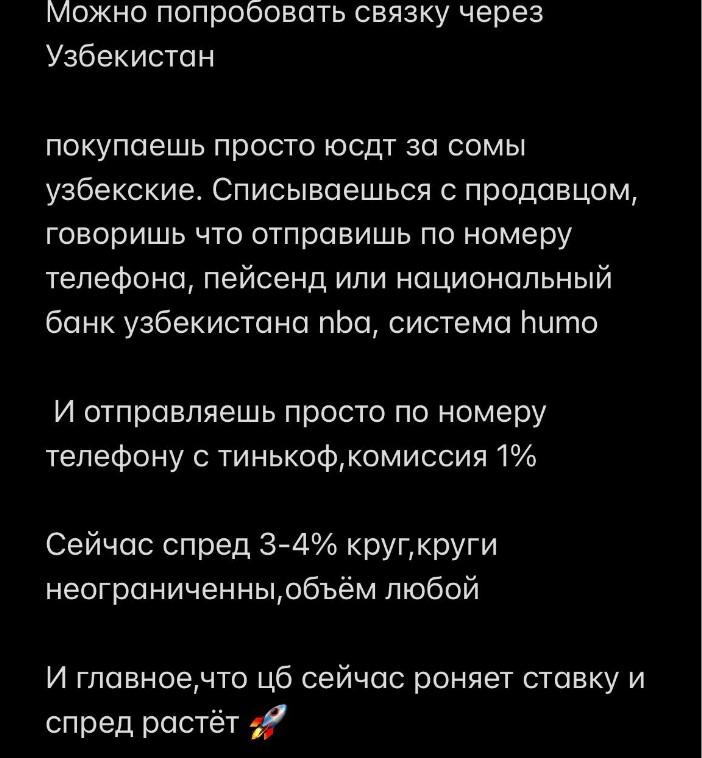 Можно попробовать связку через
Узбекистан
покупаешь просто юсдт за сомы
узбекские. Списываешься с продавцом,
говоришь что отправишь по номеру
телефона, пейсенд или национальный
банк узбекистана nba, система humo
И отправляешь просто по номеру
телефону с тинькоф,комиссия 1%
Сейчас спред 3-4% круг,круги
неограниченны,объём любой
И главное,что цб сейчас роняет ставку и
спред растёт 🚀